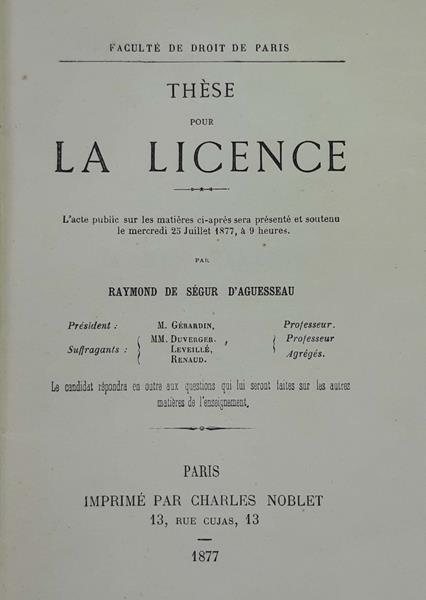 FACULTÉ DE DROIT DE PARIS
THÈSE
POUR
LA LICENCE
L'acte public sur les matières ci-après sera présenté et soutenu
le mercredi 25 Juillet 1877, à 9 heures.
PAR
RAYMOND DE SÉGUR D'AGUESSEAU
Président : M. GÉRARDIN, Professeur.
Suffragants : { MM. DUVERGER. , { Professeur
LEVEILLÉ, } Agrégés.
RENAUD.
Le candidat répondra en outre aux questions qui lui seront faites sur les autres
matières de l'enseignement.
PARIS
IMPRIMÉ PAR CHARLES NOBLET
13, RUE CUJAS, 13
1877